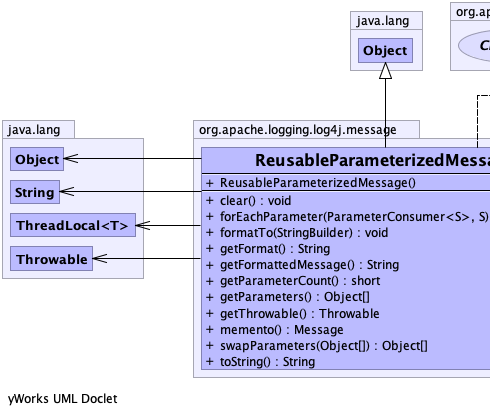 java.lang
Object
org.ap
java.lang
Object
String
ThreadLocal<T>
Throwable
org.apache.logging.log4j.message
ReusableParameterizedMessa
+ ReusableParameterizedMessage()
+ clear() : void
+ forEachParameter(ParameterConsumer<S>, S)
+ formatTo(StringBuilder) : void
+ getFormat() : String
+ getFormattedMessage() : String
+ getParameterCount() : short
+ getParameters() : Object[]
+ getThrowable() : Throwable
+ memento() : Message
+ swapParameters(Object[]) : Object[]
+ toString() : String
yWorks UML Doclet